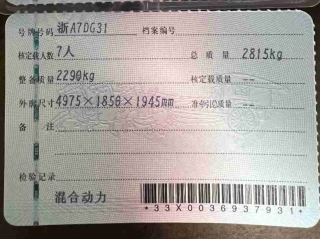 号牌号码 浙A7DG31 档案编号
核定载人数 7人 总质量 2815kg
整备质量 2290kg 核定载质量 --
外廓尺寸 4975×1850×1945mm 准牵引总质量 --
备注
检验记录
混合动力
*33X0036937931*